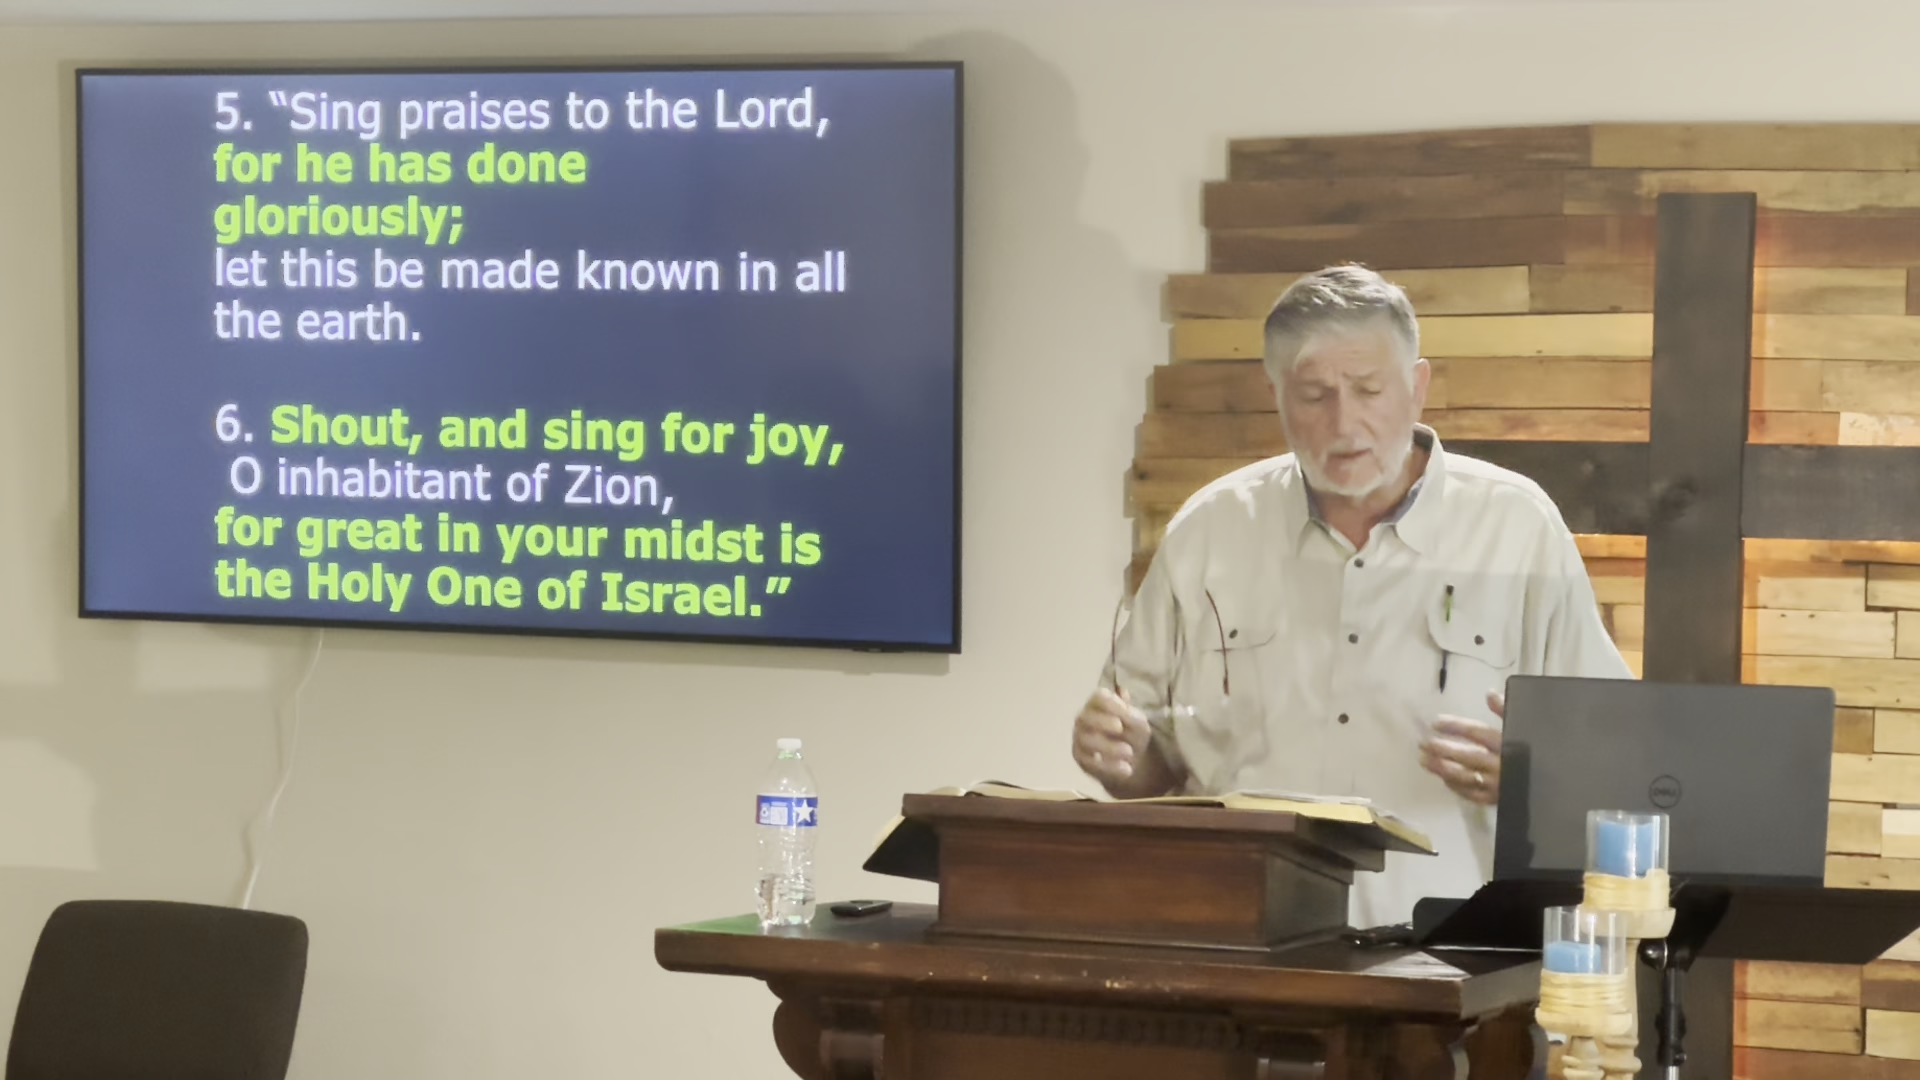 5. “Sing praises to the Lord,
for he has done
gloriously;
let this be made known in all
the earth.
6. Shout, and sing for joy,
O inhabitant of Zion,
for great in your midst is
the Holy One of Israel.”
DELL